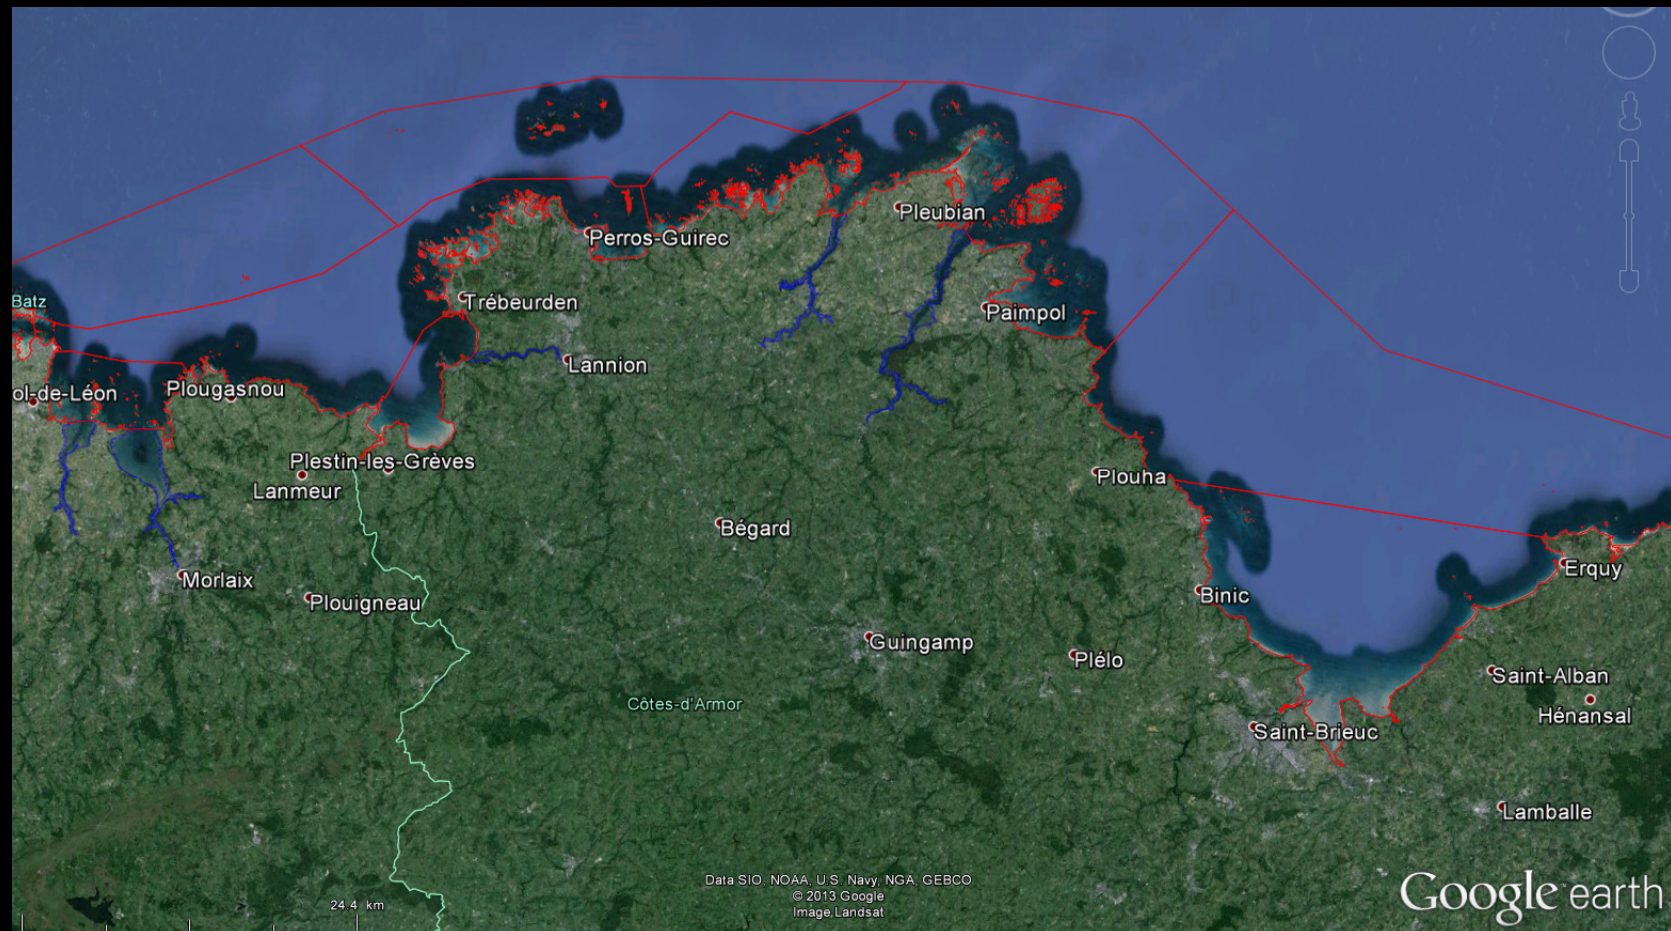 Pleubian
Perros-Guirec
Batz
Trébeurden
Paimpol
Lannion
ol-de-Léon
Plougasnou
Plestin-les-Grèves
Lanmeur
Plouha
Bégard
Morlaix
Erquy
Plouigneau
Binic
Guingamp
Plélo
Saint-Alban
Côtes-d'Armor
Hénansal
Saint-Brieuc
Lamballe
Data SIO, NOAA, U.S. Navy, NGA, GEBCO
© 2013 Google
Image Landsat
24.4 km
Google earth